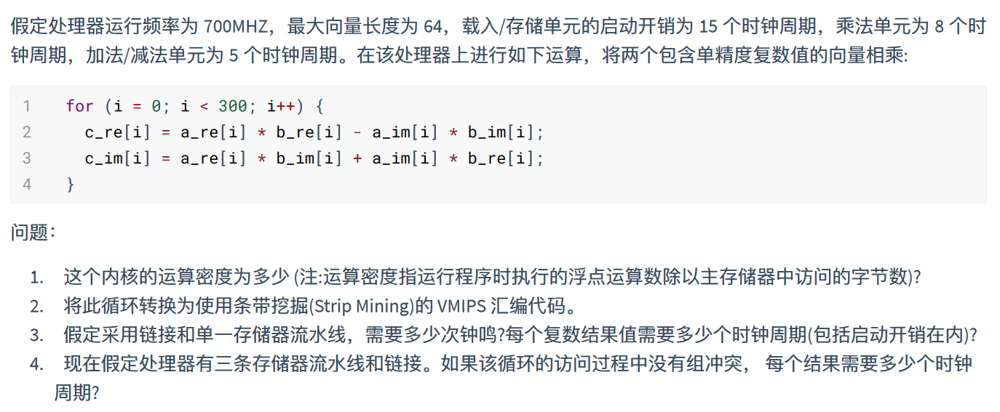 假定处理器运行频率为 700MHZ，最大向量长度为 64，载入/存储单元的启动开销为 15 个时钟周期，乘法单元为 8 个时
钟周期，加法/减法单元为 5 个时钟周期。在该处理器上进行如下运算，将两个包含单精度复数值的向量相乘:
1 for (i = 0; i < 300; i++) {
2 c_re[i] = a_re[i] * b_re[i] - a_im[i] * b_im[i];
3 c_im[i] = a_re[i] * b_im[i] + a_im[i] * b_re[i];
4 }
问题：
1. 这个内核的运算密度为多少 (注:运算密度指运行程序时执行的浮点运算数除以主存储器中访问的字节数)?
2. 将此循环转换为使用条带挖掘(Strip Mining)的 VMIPS 汇编代码。
3. 假定采用链接和单一存储器流水线，需要多少次钟鸣?每个复数结果值需要多少个时钟周期(包括启动开销在内)?
4. 现在假定处理器有三条存储器流水线和链接。如果该循环的访问过程中没有组冲突， 每个结果需要多少个时钟
周期?